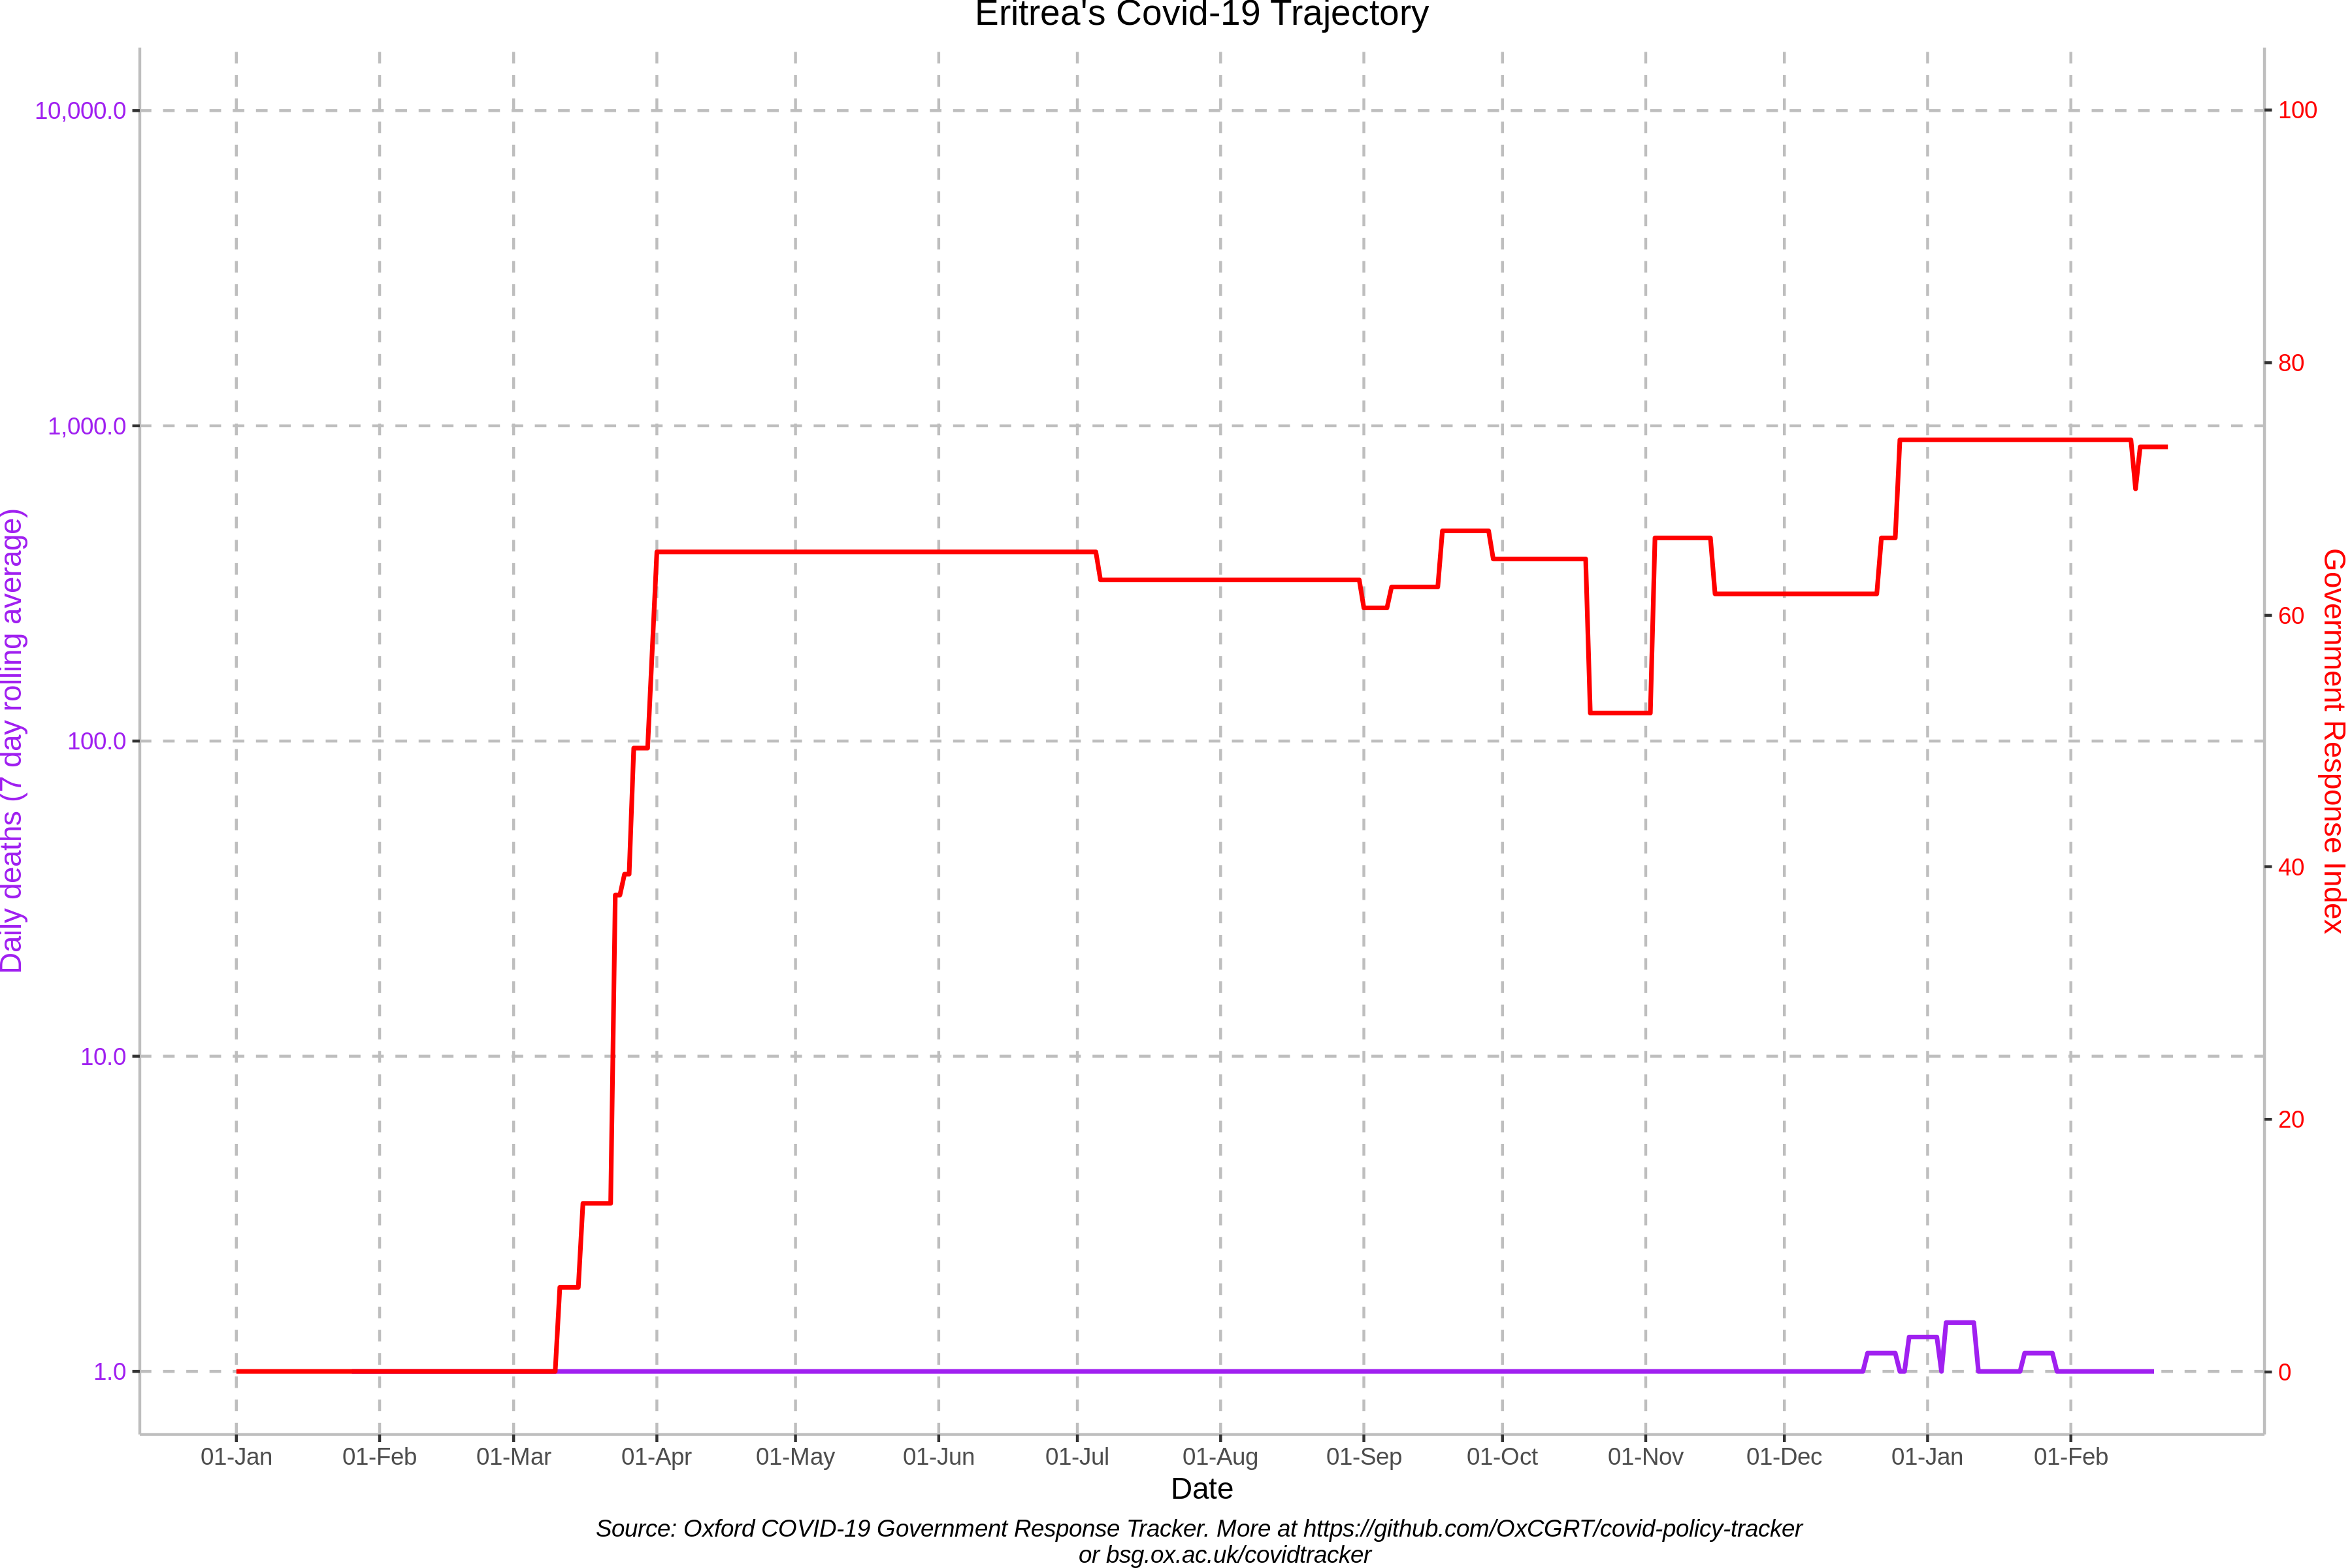 Eritrea's Covid-19 Trajectory
10,000.0
1,000.0
100.0
10.0
1.0
Daily deaths (7 day rolling average)
100
80
60
40
20
0
Government Response Index
01-Jan 01-Feb 01-Mar 01-Apr 01-May 01-Jun 01-Jul 01-Aug 01-Sep 01-Oct 01-Nov 01-Dec 01-Jan 01-Feb
Date
Source: Oxford COVID-19 Government Response Tracker. More at https://github.com/OxCGRT/covid-policy-tracker
or bsg.ox.ac.uk/covidtracker